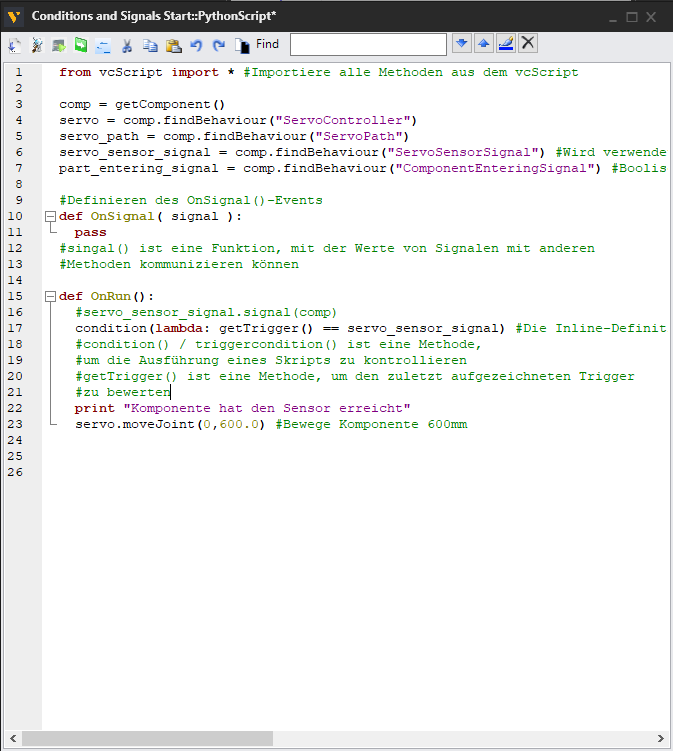 Conditions and Signals Start::PythonScript*
Find
1 from vcScript import * #Importiere alle Methoden aus dem vcScript
2
3 comp = getComponent()
4 servo = comp.findBehaviour("ServoController")
5 servo_path = comp.findBehaviour("ServoPath")
6 servo_sensor_signal = comp.findBehaviour("ServoSensorSignal") #Wird verwende
7 part_entering_signal = comp.findBehaviour("ComponentEnteringSignal") #Boolis
8
9 #Definieren des OnSignal()-Events
10 def OnSignal( signal ):
11 pass
12 #singal() ist eine Funktion, mit der Werte von Signalen mit anderen
13 #Methoden kommunizieren können
14
15 def OnRun():
16 #servo_sensor_signal.signal(comp)
17 condition(lambda: getTrigger() == servo_sensor_signal) #Die Inline-Definit
18 #condition() / triggercondition() ist eine Methode,
19 #um die Ausführung eines Skripts zu kontrollieren
20 #getTrigger() ist eine Methode, um den zuletzt aufgezeichneten Trigger
21 #zu bewerten
22 print "Komponente hat den Sensor erreicht"
23 servo.moveJoint(0,600.0) #Bewege Komponente 600mm
24
25
26